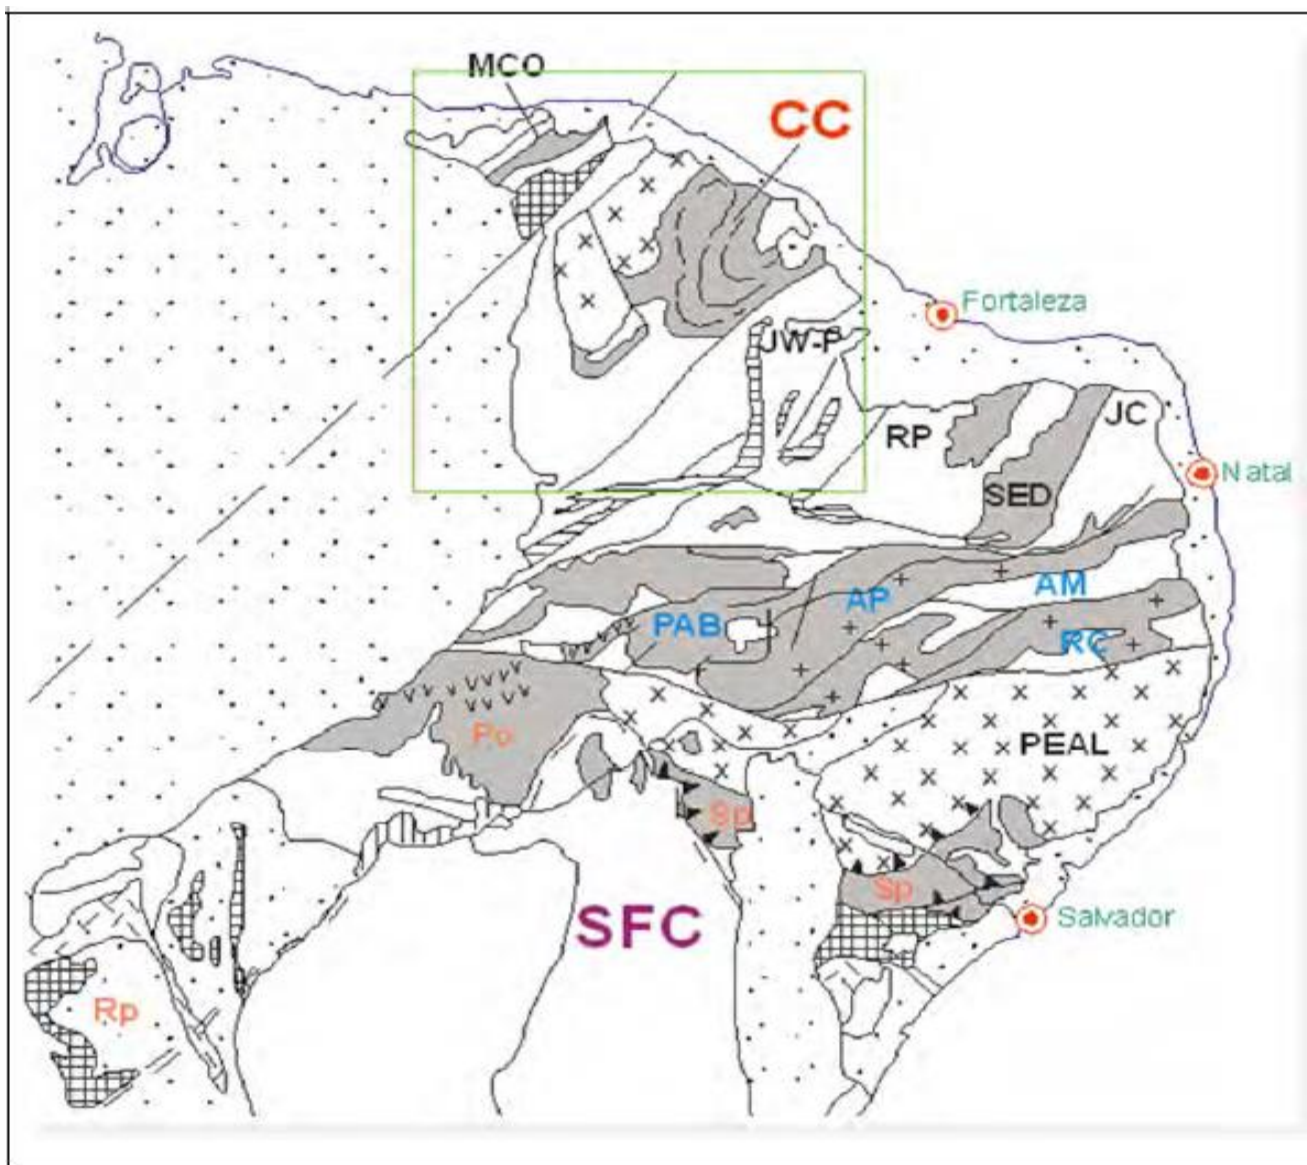 MCO
CC
Fortaleza
JW-P
JC
RP
Natal
SED
AM
AP
PAB
RC
Po
PEAL
Sp
Sp
SFC
Salvador
Rp